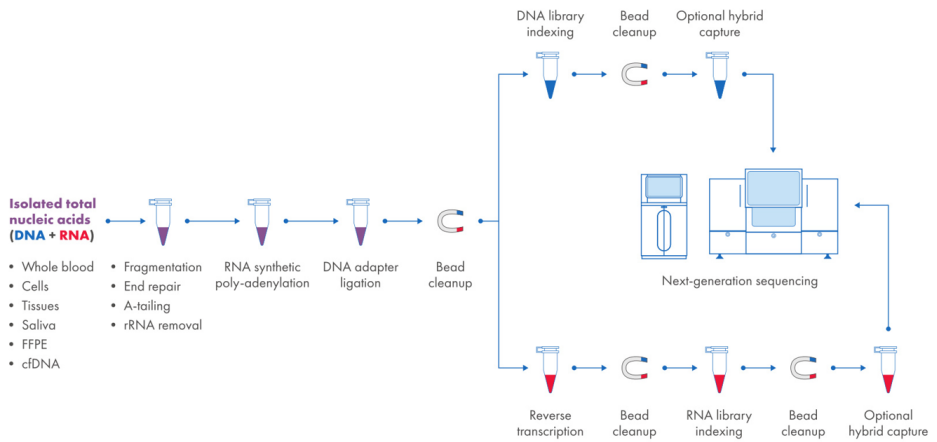 DNA library
indexing
Bead
cleanup
Optional hybrid
capture
Isolated total
nucleic acids
(DNA + RNA)
• Whole blood
• Cells
• Tissues
• Saliva
• FFPE
• cfDNA
• Fragmentation
• End repair
• A-tailing
• rRNA removal
RNA synthetic
poly-adenylation
DNA adapter
ligation
Bead
cleanup
Next-generation sequencing
Reverse
transcription
Bead
cleanup
RNA library
indexing
Bead
cleanup
Optional
hybrid capture